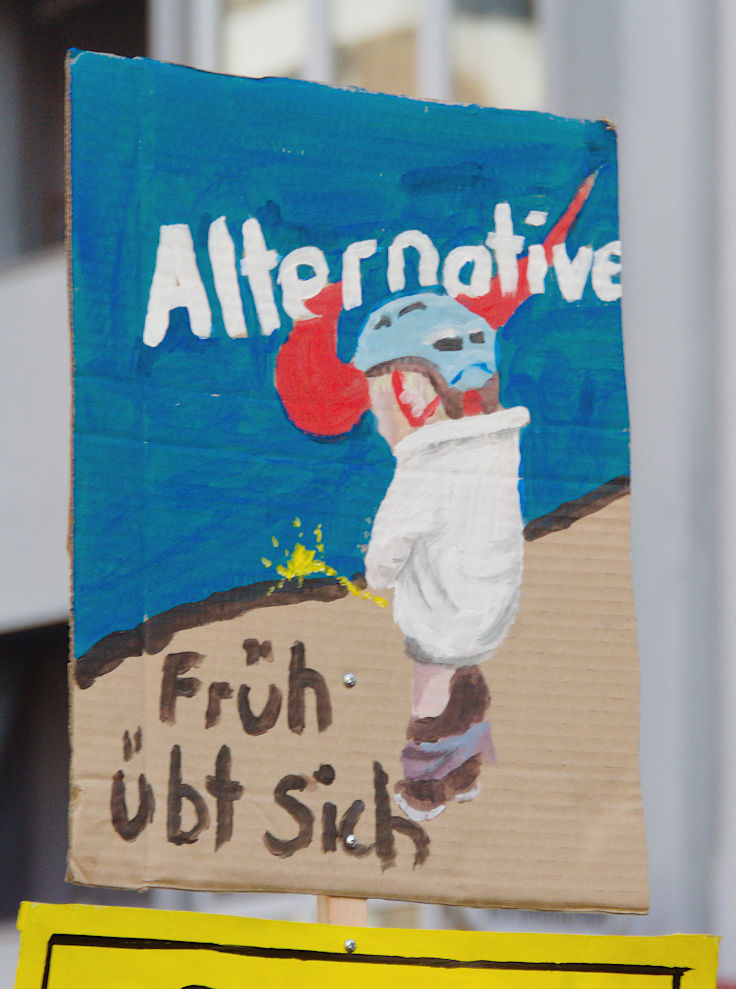 Alternative
Früh
übt sich